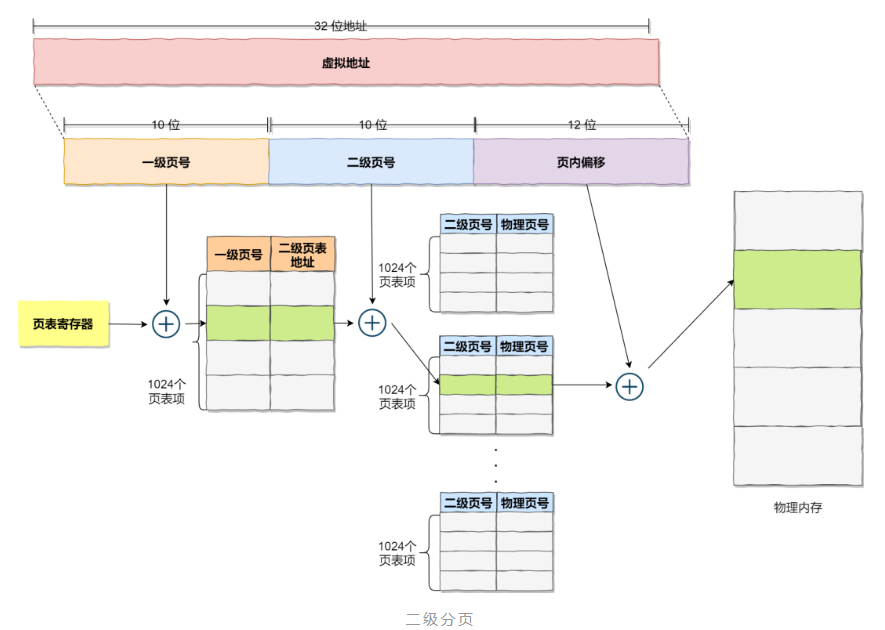 32 位地址
虚拟地址
10 位
10 位
12 位
一级页号
二级页号
页内偏移
一级页号
二级页表
地址
二级页号
物理页号
1024个
页表项
页表寄存器
1024个
页表项
二级页号
物理页号
1024个
页表项
二级页号
物理页号
1024个
页表项
物理内存
二级分页